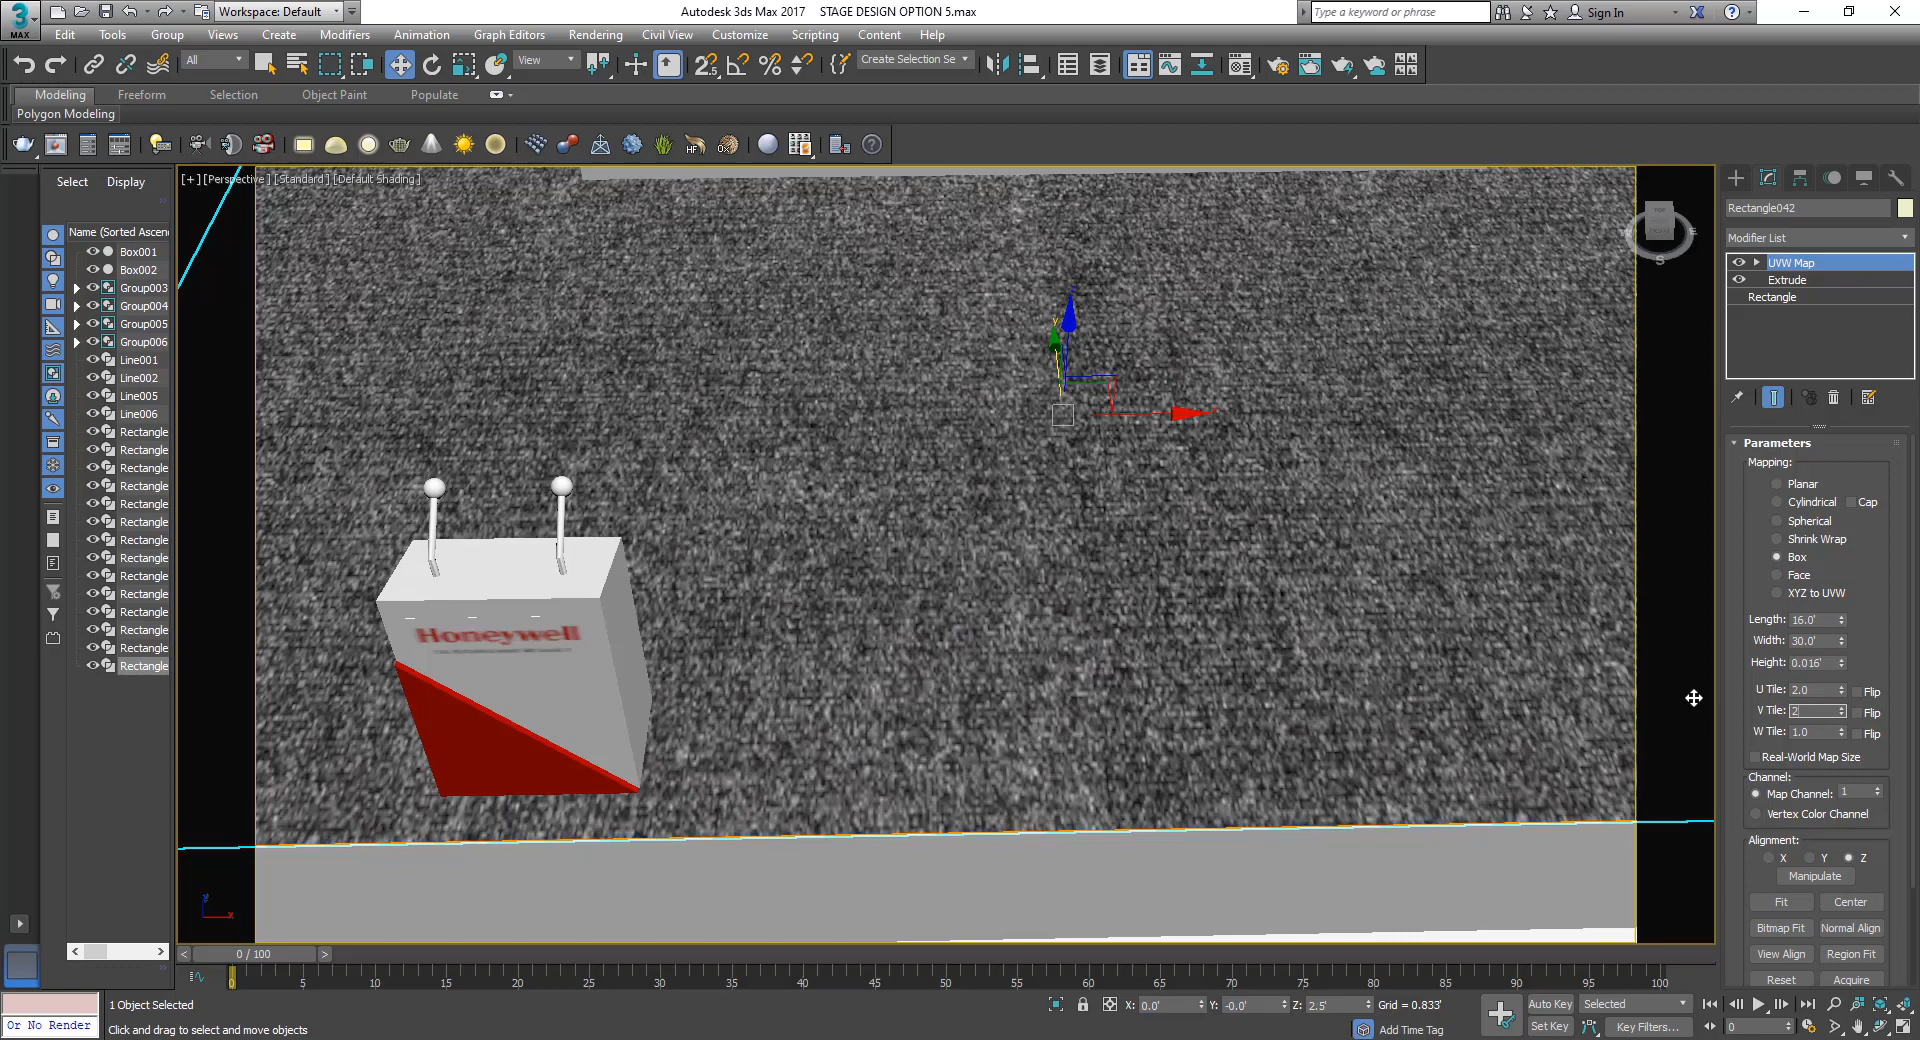 Workspace: Default
Autodesk 3ds Max 2017    STAGE DESIGN OPTION 5.max
Type a keyword or phrase
Sign In
MAX
Edit Tools Group Views Create Modifiers Animation Graph Editors Rendering Civil View Customize Scripting Content Help
All
View
Create Selection Se
Modeling Freeform Selection Object Paint Populate
Polygon Modeling
Select Display
[+] [Perspective] [Standard] [Default Shading]
Name (Sorted Ascen
Box001
Box002
Group003
Group004
Group005
Group006
Line001
Line002
Line005
Line006
Rectangle
Rectangle
Rectangle
Rectangle
Rectangle
Rectangle
Rectangle
Rectangle
Rectangle
Rectangle
Rectangle
Rectangle
Rectangle
Rectangle
Honeywell
Rectangle042
Modifier List
UVW Map
Extrude
Rectangle
Parameters
Mapping:
Planar
Cylindrical Cap
Spherical
Shrink Wrap
Box
Face
XYZ to UVW
Length: 16.0'
Width: 30.0'
Height: 0.016'
U Tile: 2.0 Flip
V Tile: 2 Flip
W Tile: 1.0 Flip
Real-World Map Size
Channel:
Map Channel: 1
Vertex Color Channel
Alignment:
X Y Z
Manipulate
Fit Center
Bitmap Fit Normal Align
View Align Region Fit
Reset Acquire
0 / 100
0 5 10 15 20 25 30 35 40 45 50 55 60 65 70 75 80 85 90 95 100
1 Object Selected
X: 0.0' Y: -0.0' Z: 2.5' Grid = 0.833'
Auto Key Selected
Or No Render
Click and drag to select and move objects
Add Time Tag
Set Key Key Filters...
0